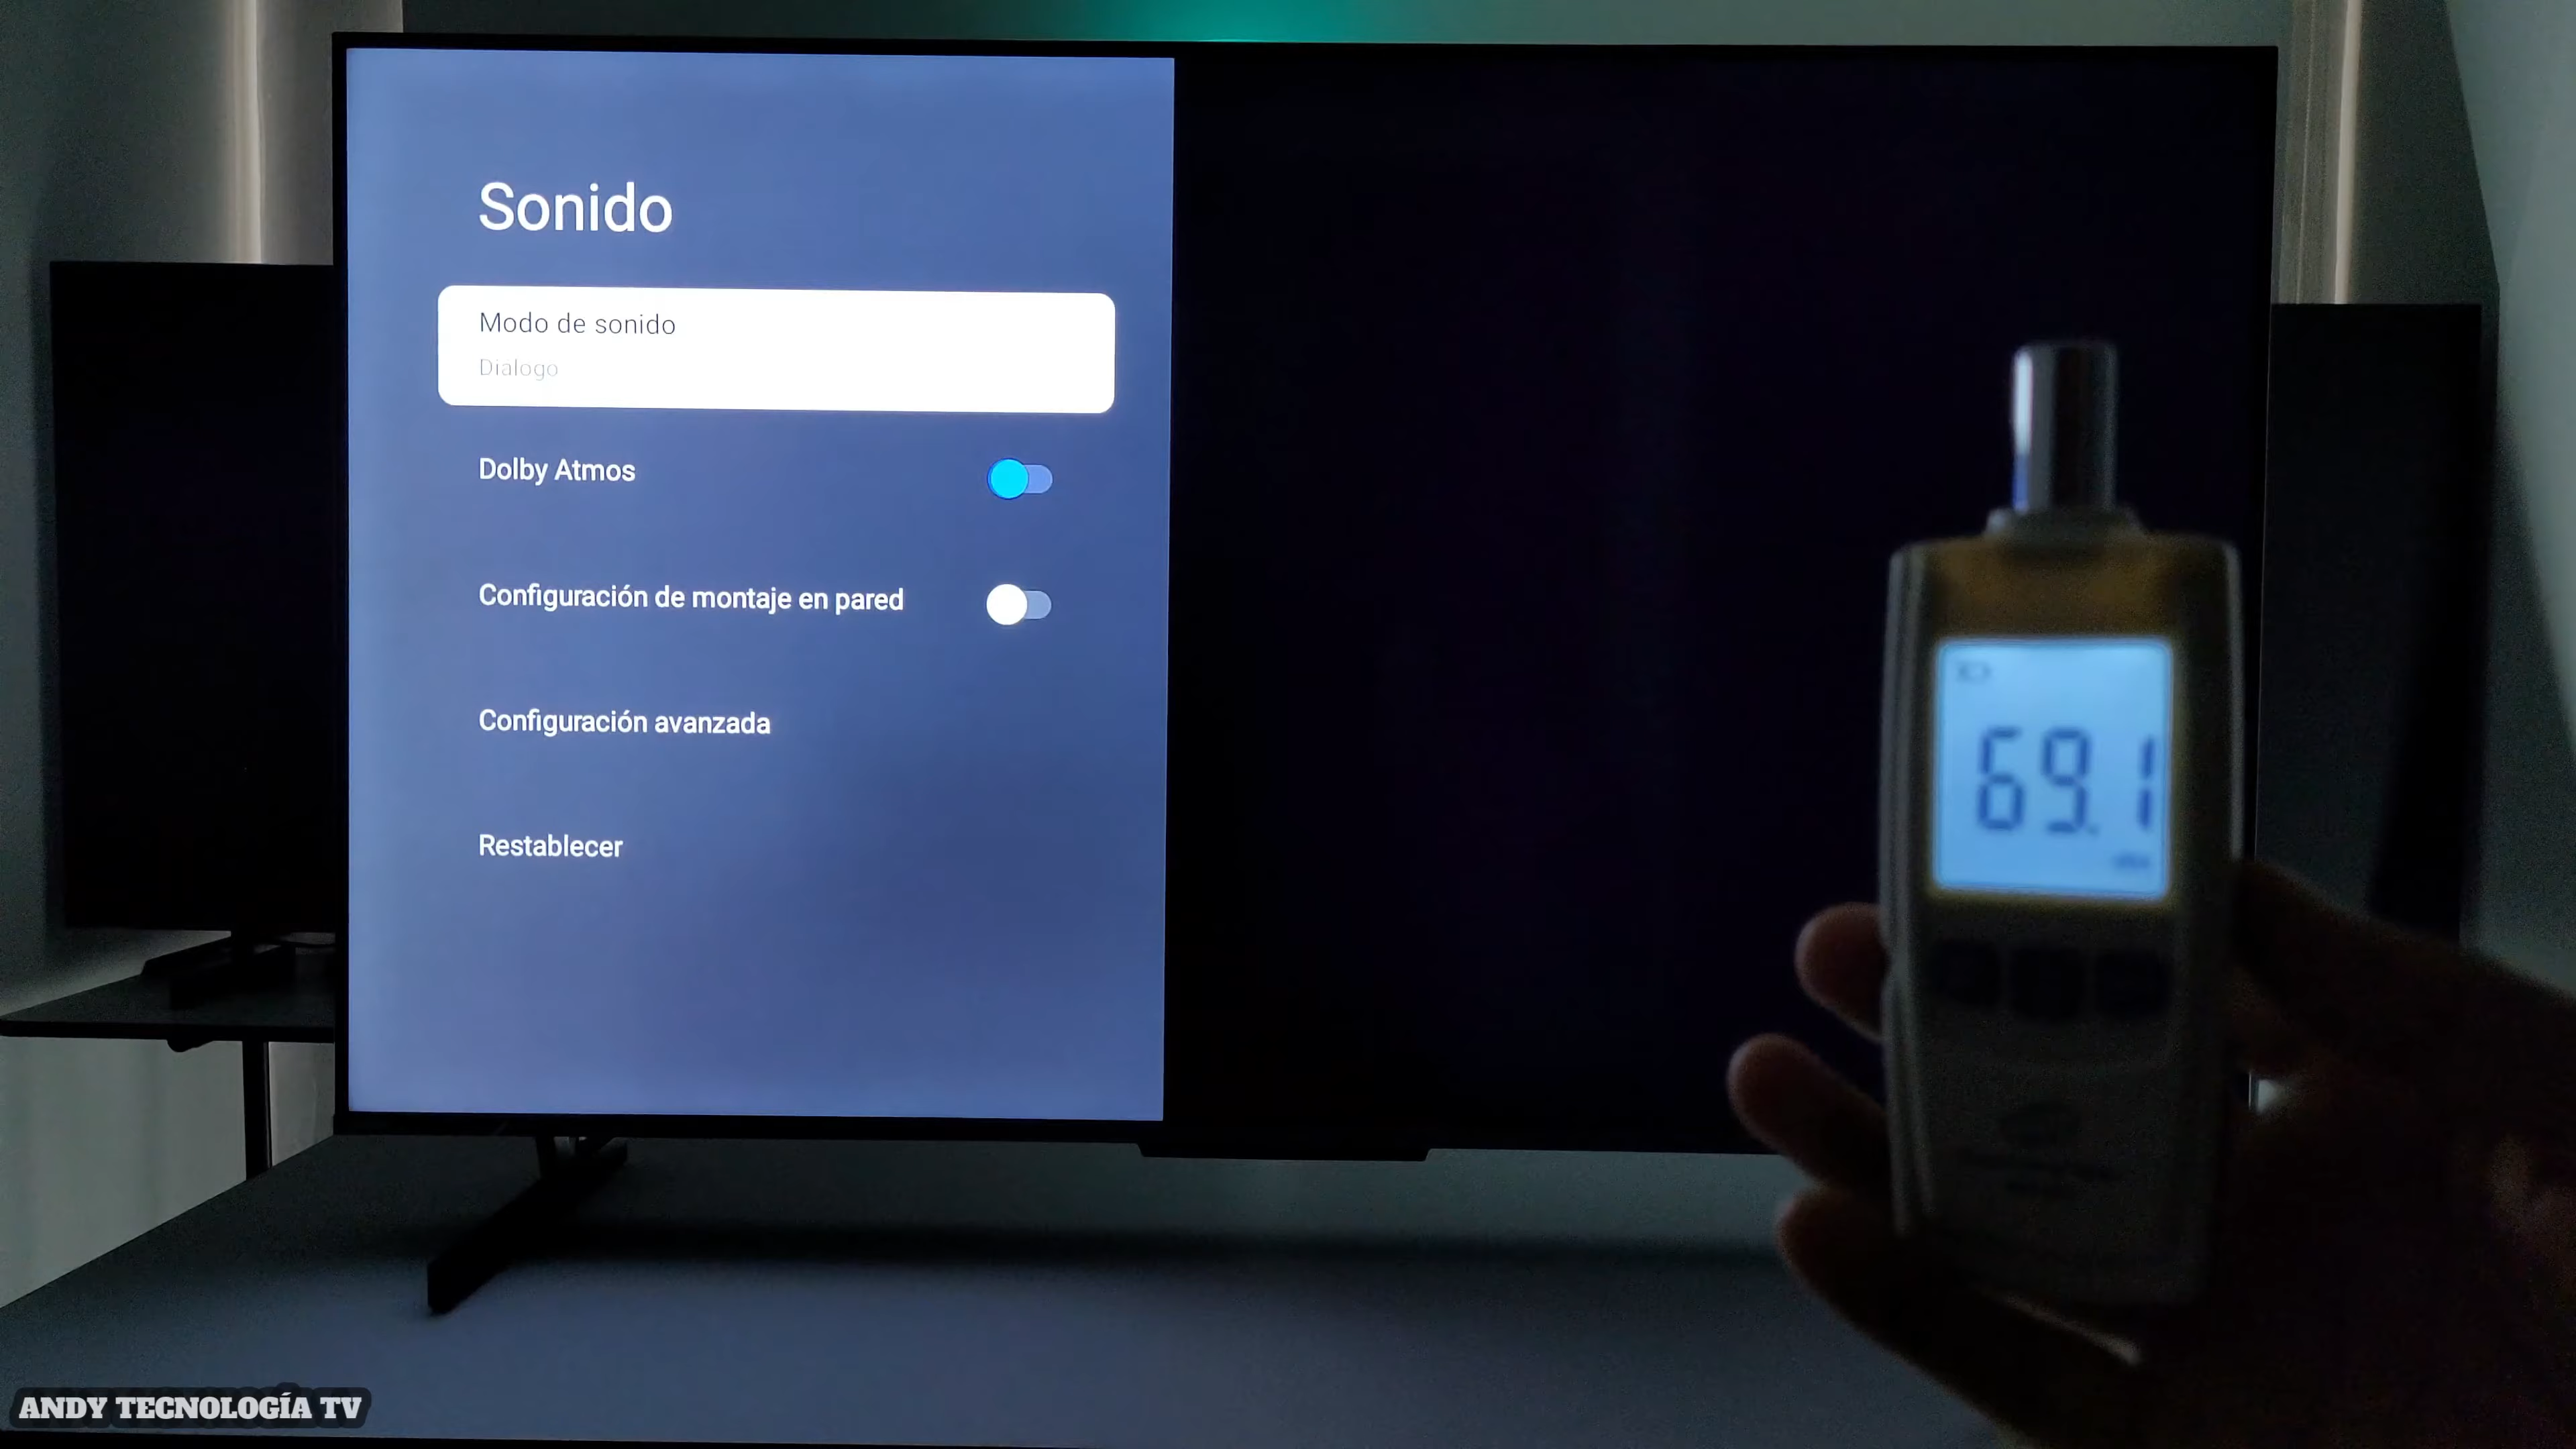 Sonido
Modo de sonido
Dialogo
Dolby Atmos
Configuración de montaje en pared
Configuración avanzada
Restablecer
69.1
ANDY TECNOLOGÍA TV